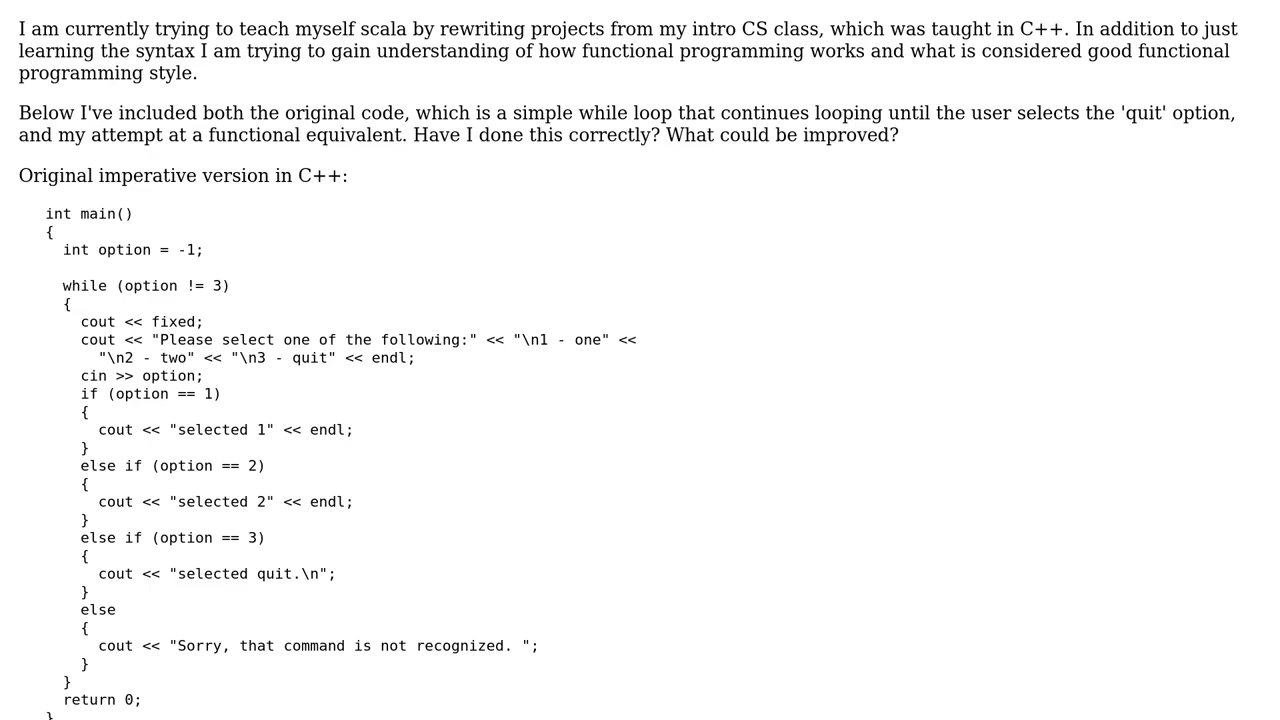 I am currently trying to teach myself scala by rewriting projects from my intro CS class, which was taught in C++. In addition to just
learning the syntax I am trying to gain understanding of how functional programming works and what is considered good functional
programming style.
Below I've included both the original code, which is a simple while loop that continues looping until the user selects the 'quit' option,
and my attempt at a functional equivalent. Have I done this correctly? What could be improved?
Original imperative version in C++:
int main()
{
  int option = -1;
  while (option != 3)
  {
    cout << fixed;
    cout << "Please select one of the following:" << "\n1 - one" <<
      "\n2 - two" << "\n3 - quit" << endl;
    cin >> option;
    if (option == 1)
    {
      cout << "selected 1" << endl;
    }
    else if (option == 2)
    {
      cout << "selected 2" << endl;
    }
    else if (option == 3)
    {
      cout << "selected quit.\n";
    }
    else
    {
      cout << "Sorry, that command is not recognized. ";
    }
  }
  return 0;
}